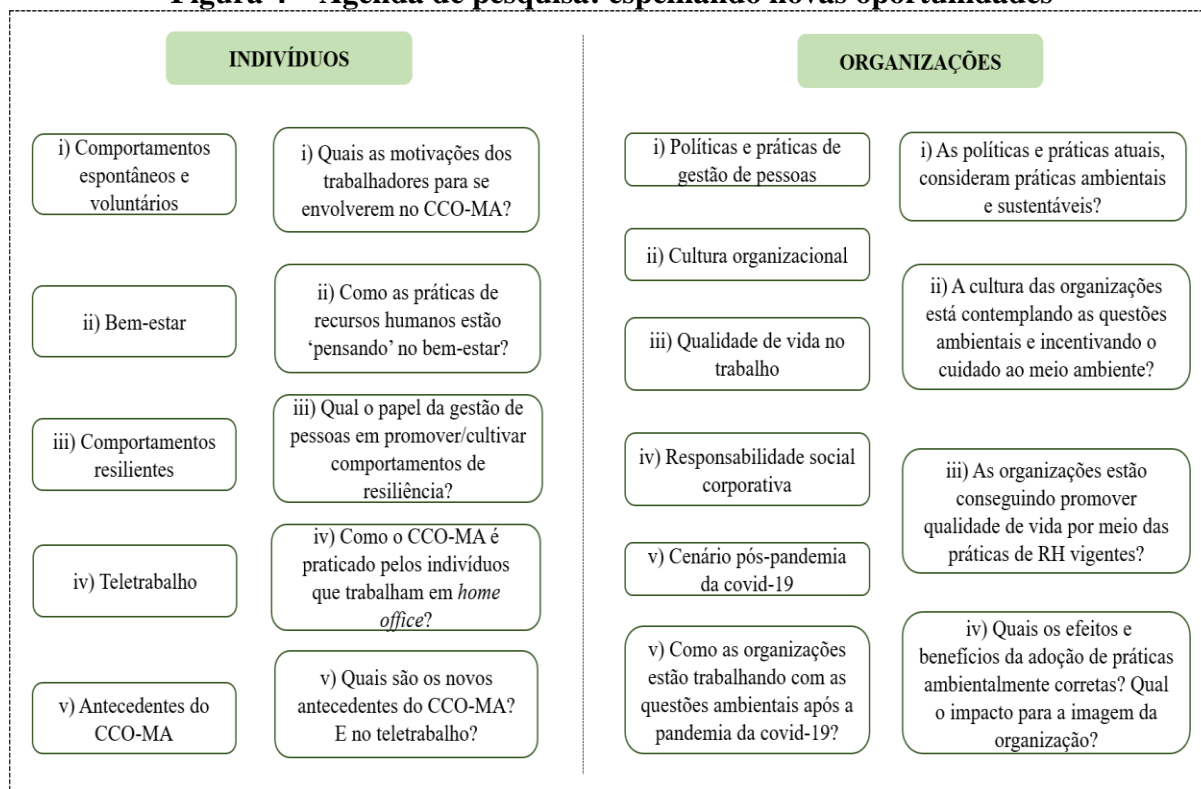 Figura 4 – Agenda de pesquisa: espelhando novas oportunidades
INDIVÍDUOS
i) Comportamentos
espontâneos e
voluntários
i) Quais as motivações dos
trabalhadores para se
envolverem no CCO-MA?
ii) Bem-estar
ii) Como as práticas de
recursos humanos estão
‘pensando’ no bem-estar?
iii) Comportamentos
resilientes
iii) Qual o papel da gestão de
pessoas em promover/cultivar
comportamentos de
resiliência?
iv) Teletrabalho
iv) Como o CCO-MA é
praticado pelos indivíduos
que trabalham em home
office?
v) Antecedentes do
CCO-MA
v) Quais são os novos
antecedentes do CCO-MA?
E no teletrabalho?
ORGANIZAÇÕES
i) Políticas e práticas de
gestão de pessoas
i) As políticas e práticas atuais,
consideram práticas ambientais
e sustentáveis?
ii) Cultura organizacional
ii) A cultura das organizações
está contemplando as questões
ambientais e incentivando o
cuidado ao meio ambiente?
iii) Qualidade de vida no
trabalho
iv) Responsabilidade social
corporativa
iii) As organizações estão
conseguindo promover
qualidade de vida por meio das
práticas de RH vigentes?
v) Cenário pós-pandemia
da covid-19
v) Como as organizações
estão trabalhando com as
questões ambientais após a
pandemia da covid-19?
iv) Quais os efeitos e
benefícios da adoção de práticas
ambientalmente corretas? Qual
o impacto para a imagem da
organização?